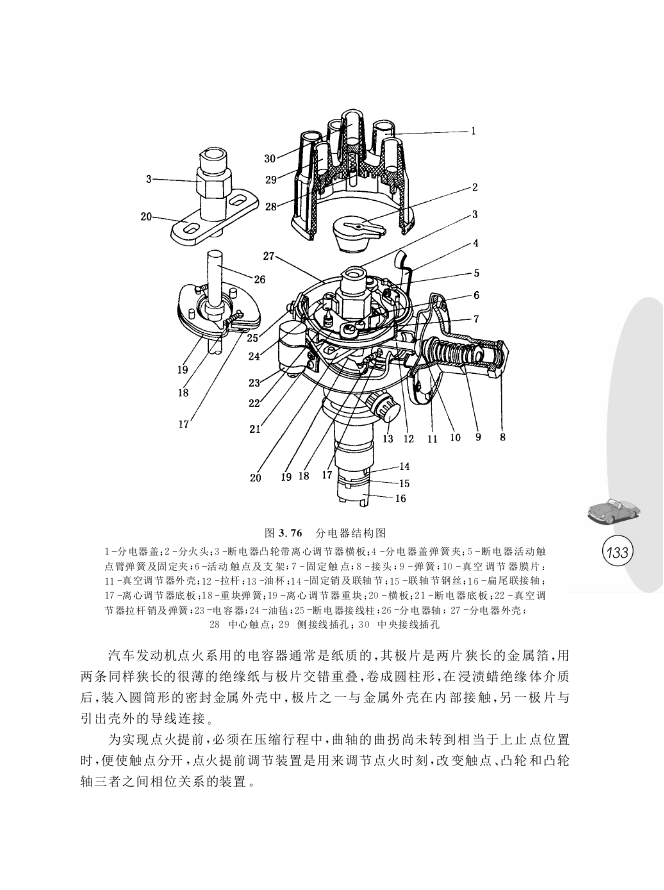 1
30
29
28
3
20
2
3
4
27
5
26
6
7
25
24
19
18
23
22
17
21
13
12
11
10
9
8
20
19
18
17
14
15
16
图 3.76 分电器结构图
1-分电器盖;2-分火头;3-断电器凸轮带离心调节器横板;4-分电器盖弹簧夹;5-断电器活动触
点臂弹簧及固定夹;6-活动触点及支架;7-固定触点;8-接头;9-弹簧;10-真空调节器膜片;
11-真空调节器外壳;12-拉杆;13-油杯;14-固定销及联轴节;15-联轴节钢丝;16-扁尾联接轴;
17-离心调节器底板;18-重块弹簧;19-离心调节器重块;20-横板;21-断电器底板;22-真空调
节器拉杆销及弹簧;23-电容器;24-油毡;25-断电器接线柱;26-分电器轴;27-分电器外壳;
28 中心触点;29 侧接线插孔;30 中央接线插孔
133
汽车发动机点火系用的电容器通常是纸质的,其极片是两片狭长的金属箔,用
两条同样狭长的很薄的绝缘纸与极片交错重叠,卷成圆柱形,在浸渍蜡绝缘体介质
后,装入圆筒形的密封金属外壳中,极片之一与金属外壳在内部接触,另一极片与
引出壳外的导线连接。
为实现点火提前,必须在压缩行程中,曲轴的曲拐尚未转到相当于上止点位置
时,便使触点分开,点火提前调节装置是用来调节点火时刻,改变触点、凸轮和凸轮
轴三者之间相位关系的装置。